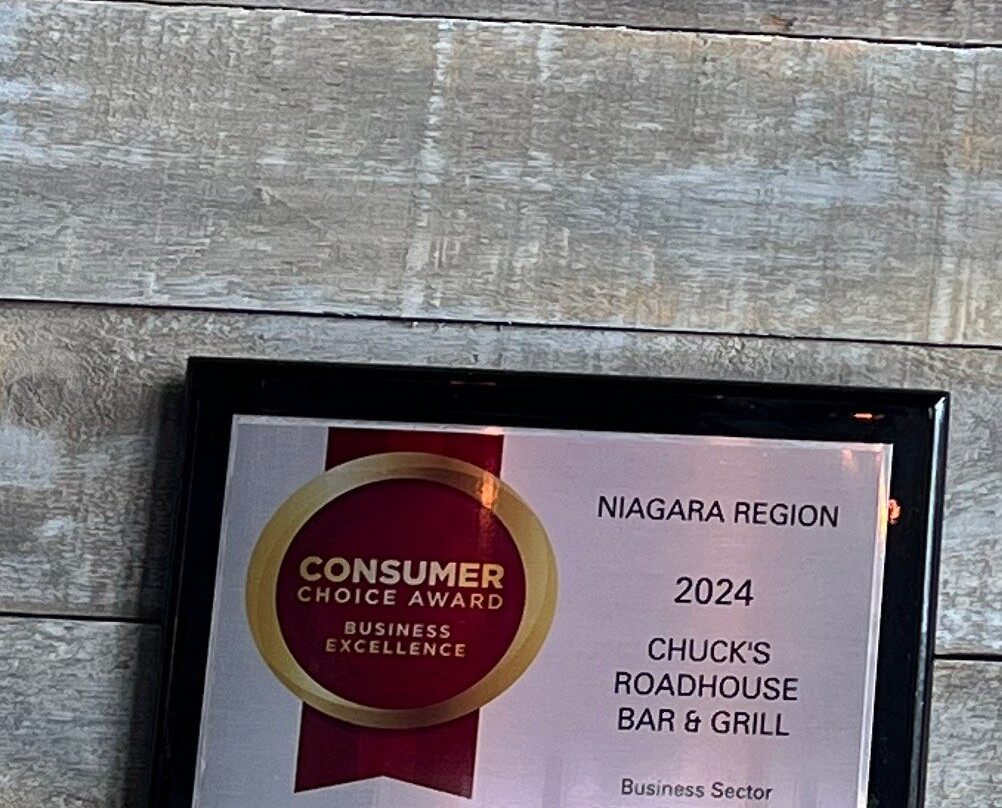 CONSUMER
CHOICE AWARD
BUSINESS
EXCELLENCE
NIAGARA REGION
2024
CHUCK'S
ROADHOUSE
BAR & GRILL
Business Sector